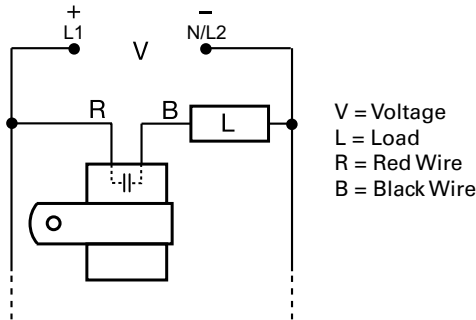 + −
L1 N/L2
V
R B L
V = Voltage
L = Load
R = Red Wire
B = Black Wire